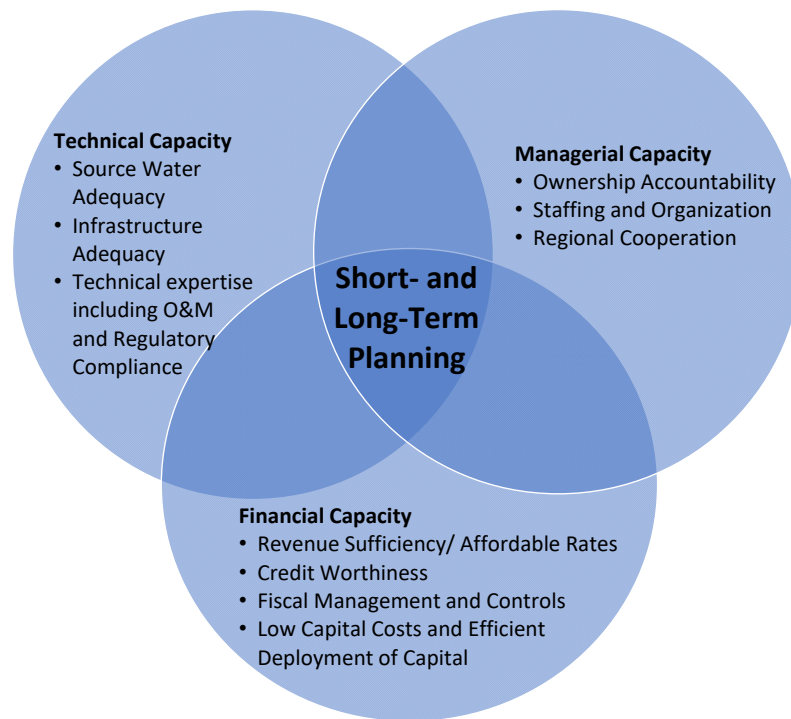 Technical Capacity
• Source Water
Adequacy
• Infrastructure
Adequacy
• Technical expertise
including O&M
and Regulatory
Compliance
Managerial Capacity
• Ownership Accountability
• Staffing and Organization
• Regional Cooperation
Short- and
Long-Term
Planning
Financial Capacity
• Revenue Sufficiency/ Affordable Rates
• Credit Worthiness
• Fiscal Management and Controls
• Low Capital Costs and Efficient
Deployment of Capital